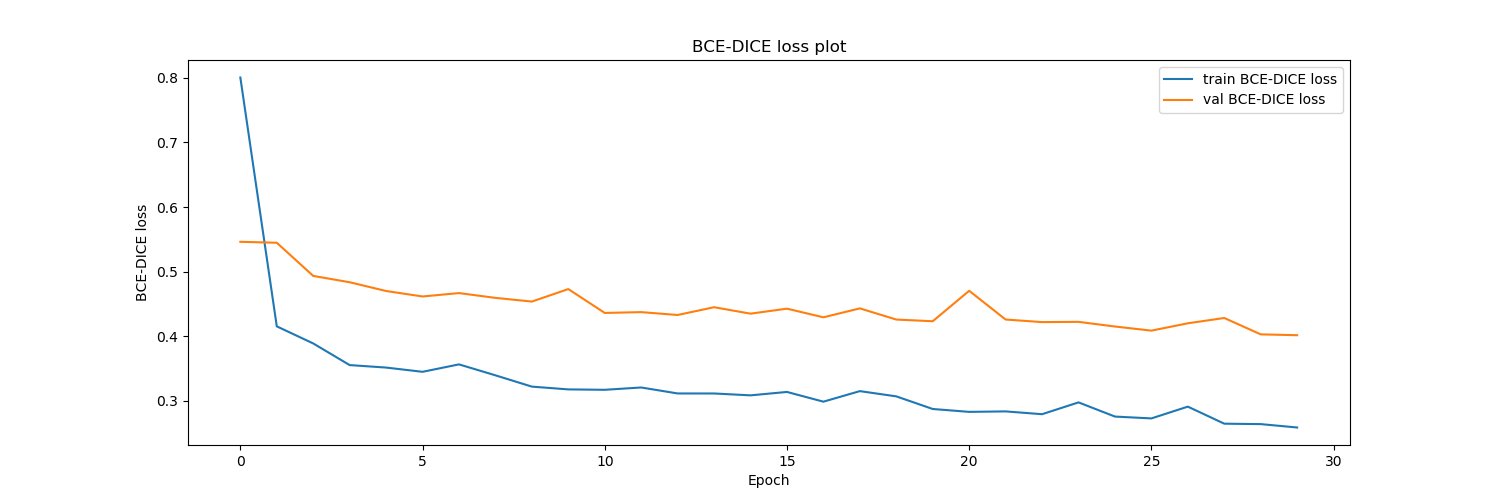 BCE-DICE loss plot
train BCE-DICE loss
val BCE-DICE loss
BCE-DICE loss
0.8
0.7
0.6
0.5
0.4
0.3
0 5 10 15 20 25 30
Epoch